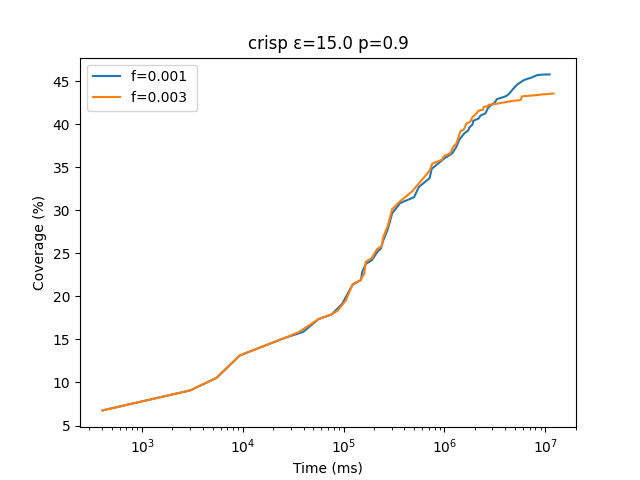 crisp ε=15.0 p=0.9
f=0.001
f=0.003
Coverage (%)
45
40
35
30
25
20
15
10
5
10³ 10⁴ 10⁵ 10⁶ 10⁷
Time (ms)